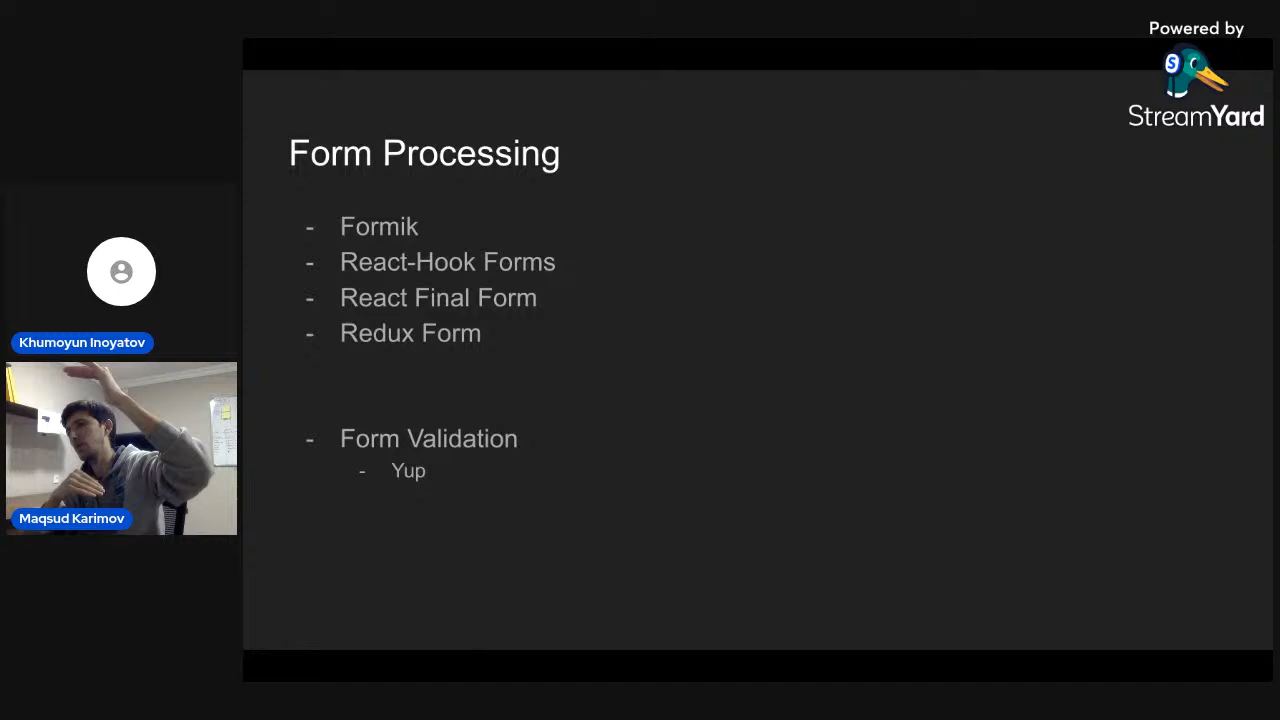 Powered by
S
StreamYard
Form Processing
- Formik
- React-Hook Forms
- React Final Form
- Redux Form
- Form Validation
- Yup
Khumoyun Inoyatov
Maqsud Karimov